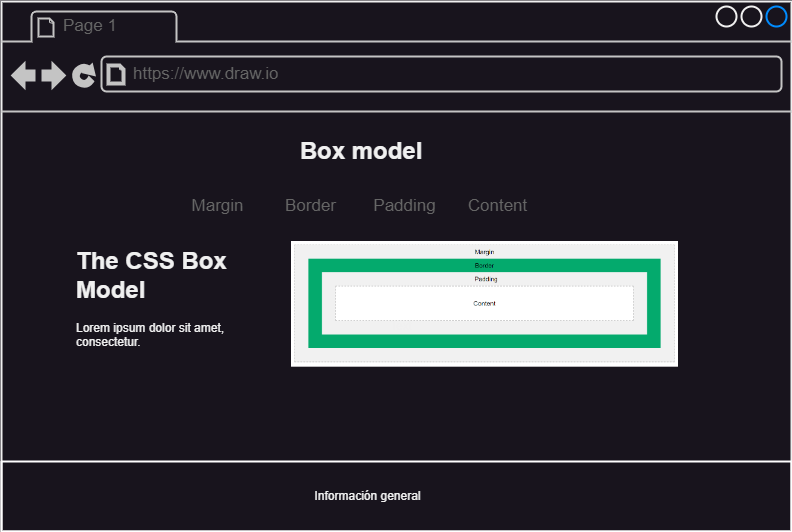 Page 1
https://www.draw.io
Box model
Margin Border Padding Content
The CSS Box
Model
Lorem ipsum dolor sit amet,
consectetur.
Margin
Border
Padding
Content
Información general